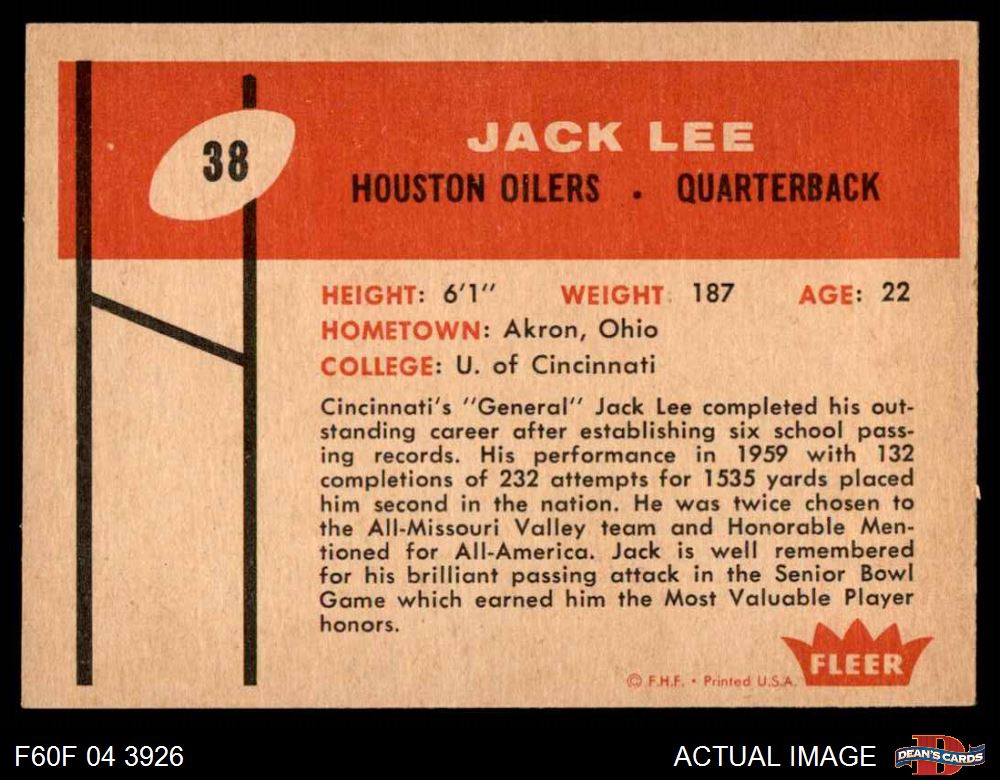 38
JACK LEE
HOUSTON OILERS . QUARTERBACK
HEIGHT: 6'1" WEIGHT: 187 AGE: 22
HOMETOWN: Akron, Ohio
COLLEGE: U. of Cincinnati
Cincinnati's "General" Jack Lee completed his out-
standing career after establishing six school pass-
ing records. His performance in 1959 with 132
completions of 232 attempts for 1535 yards placed
him second in the nation. He was twice chosen to
the All-Missouri Valley team and Honorable Men-
tioned for All-America. Jack is well remembered
for his brilliant passing attack in the Senior Bowl
Game which earned him the Most Valuable Player
honors.
FLEER
© F.H.F. • Printed U.S.A.
F60F 04 3926 ACTUAL IMAGE D DEAN'S CARDS